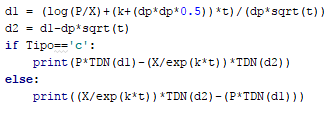 d1 = (log(P/X)+(k+(dp*dp*0.5))*t)/(dp*sqrt(t))
d2 = d1-dp*sqrt(t)
if Tipo=='c':
    print(P*TDN(d1)-(X/exp(k*t))*TDN(d2))
else:
    print((X/exp(k*t))*TDN(d2)-(P*TDN(d1)))